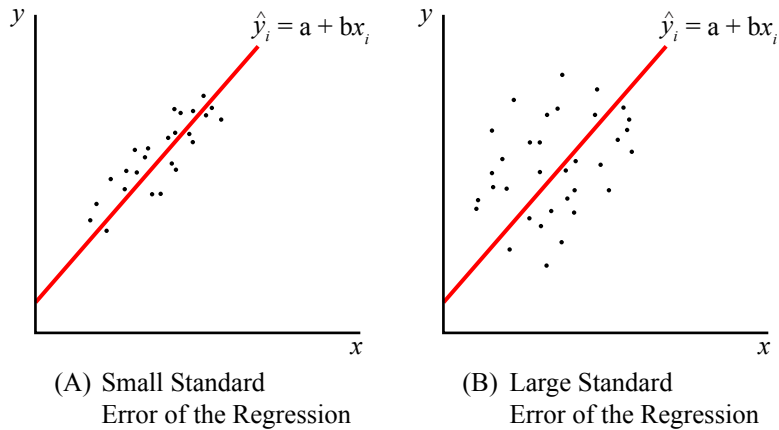 y
ŷᵢ = a + bxᵢ
x
(A) Small Standard
Error of the Regression
y
ŷᵢ = a + bxᵢ
x
(B) Large Standard
Error of the Regression